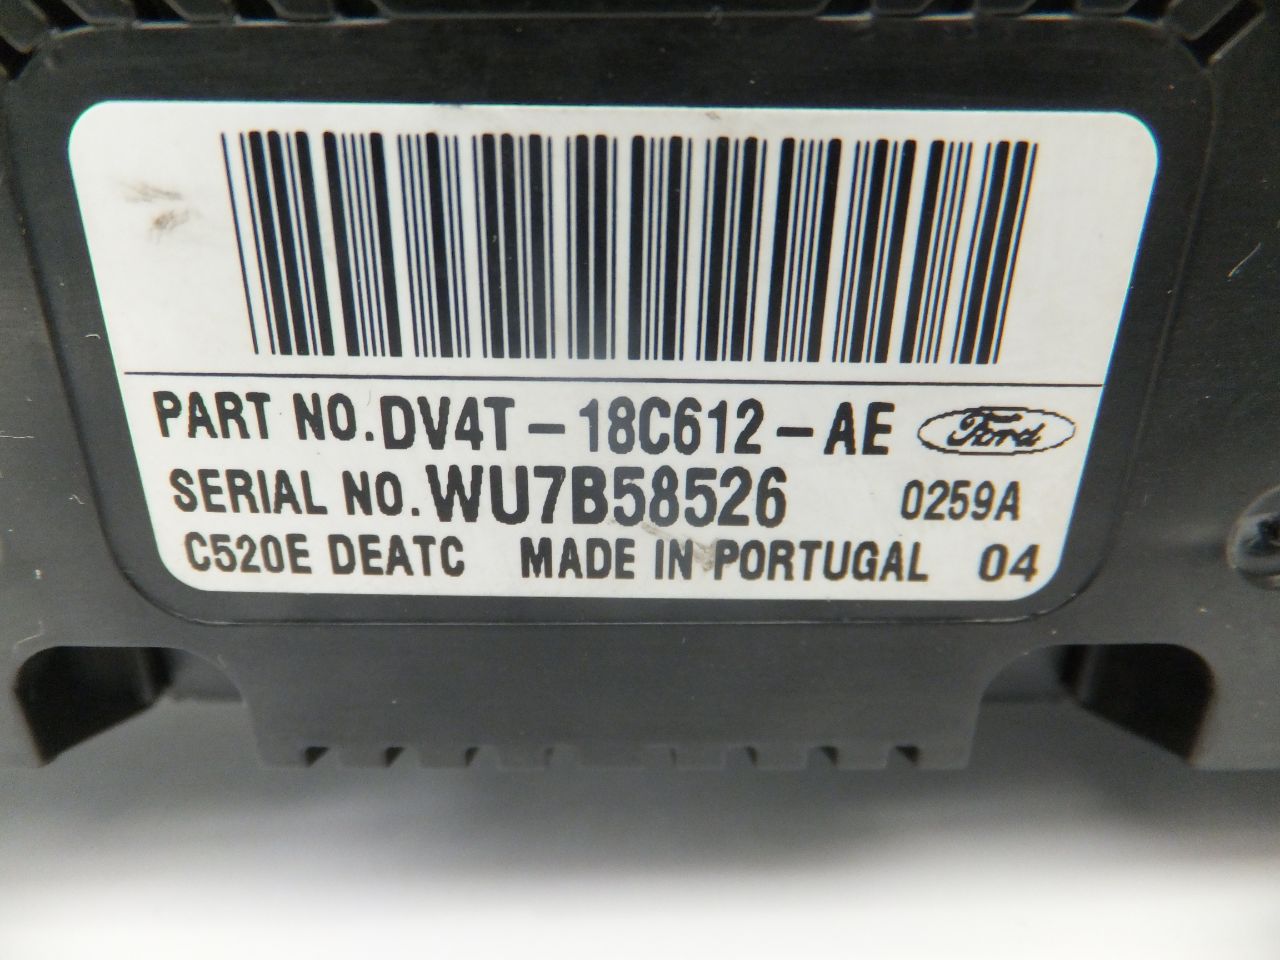 PART NO. DV4T-18C612-AE Ford
SERIAL NO. WU7B58526 0259A
C520E DEATC MADE IN PORTUGAL 04